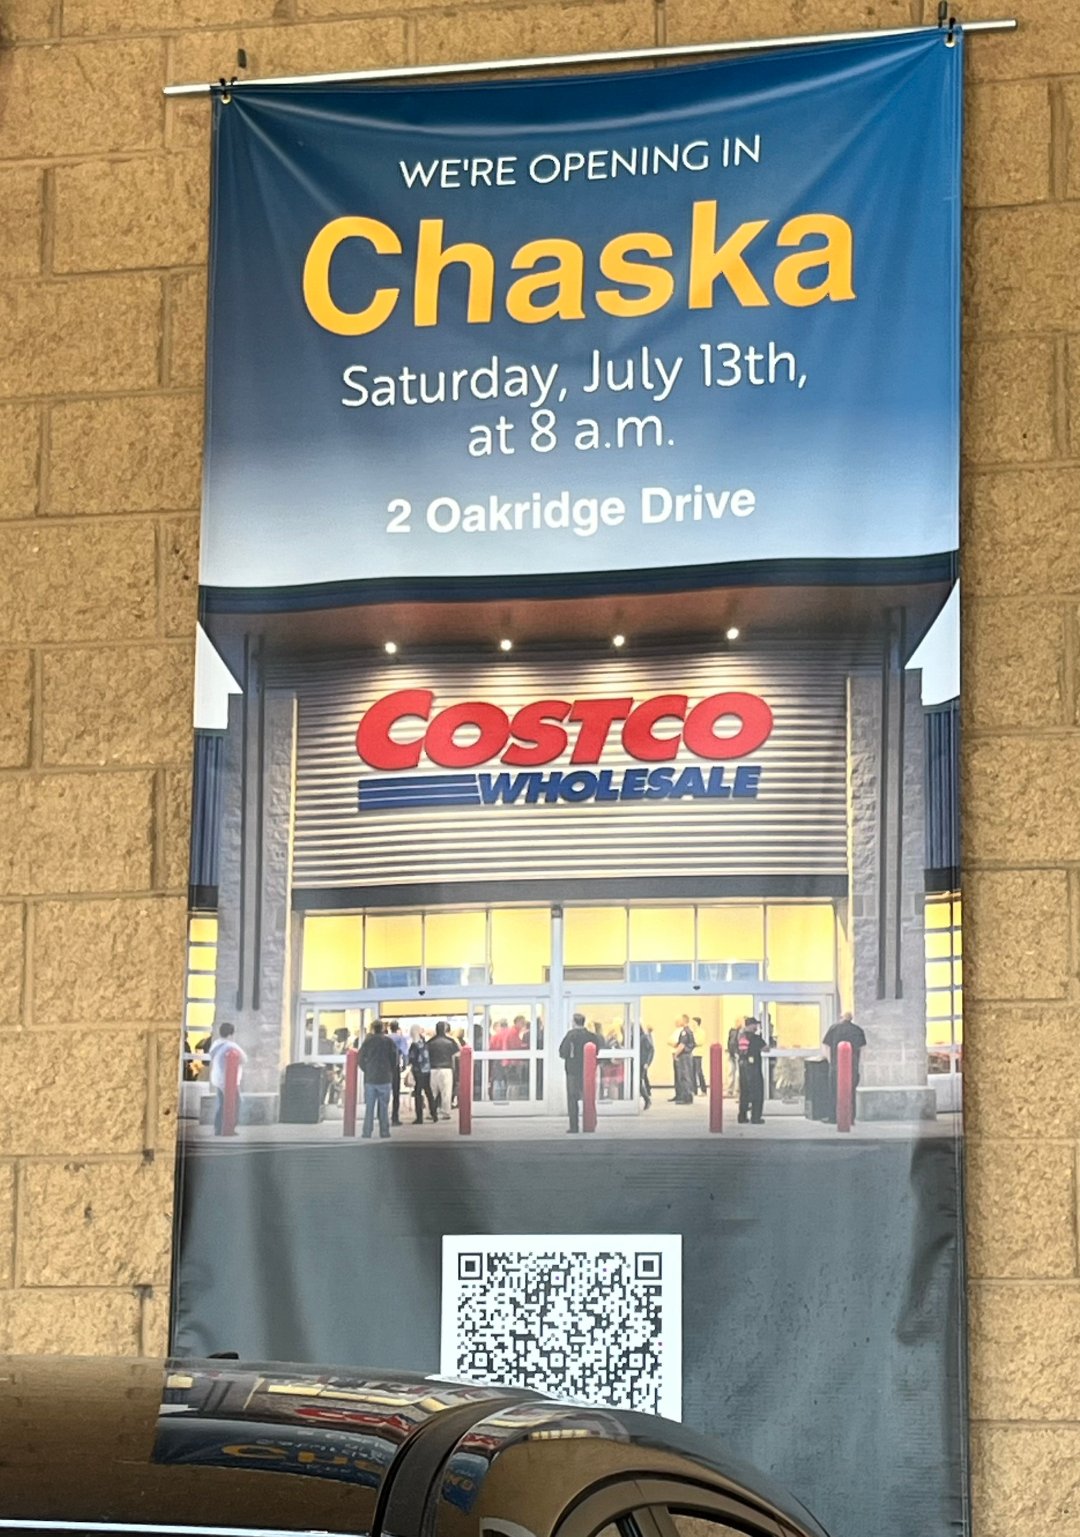 WE'RE OPENING IN
Chaska
Saturday, July 13th,
at 8 a.m.
2 Oakridge Drive
COSTCO
WHOLESALE